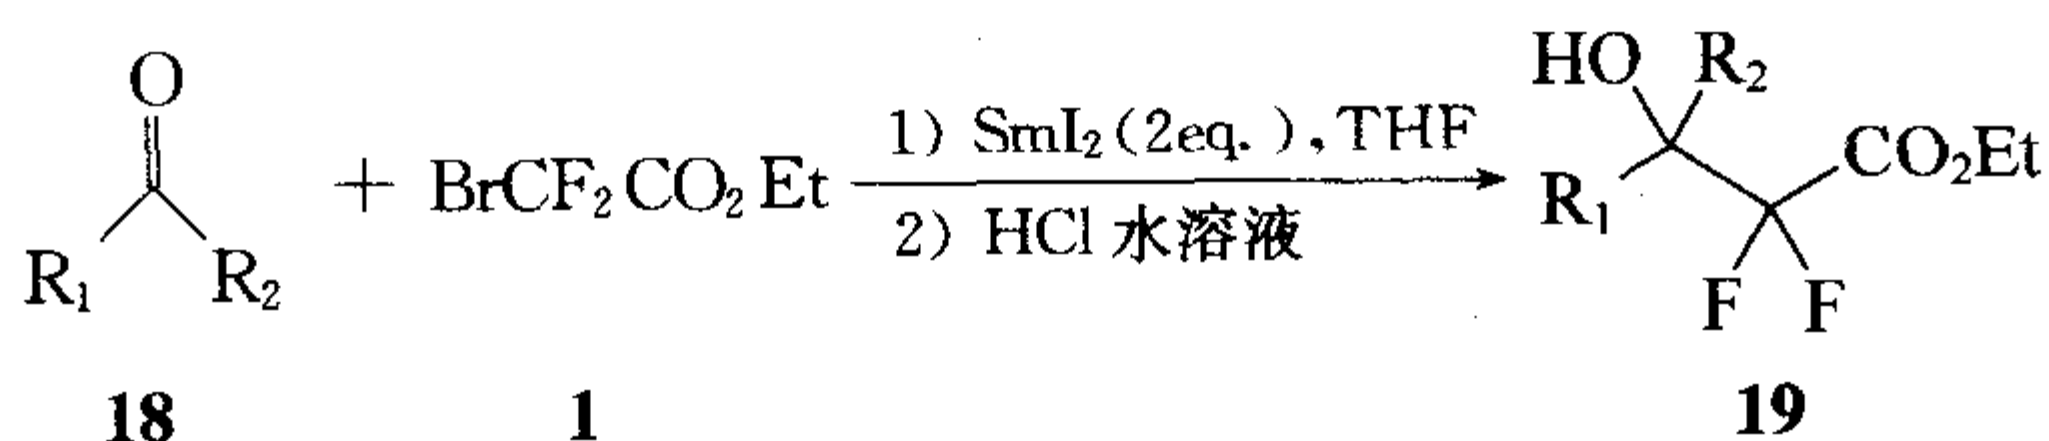 O
R₁ R₂
18
+
BrCF₂CO₂Et
1
1) SmI₂(2eq.),THF
2) HCl 水溶液
HO R₂
R₁ CO₂Et
F F
19